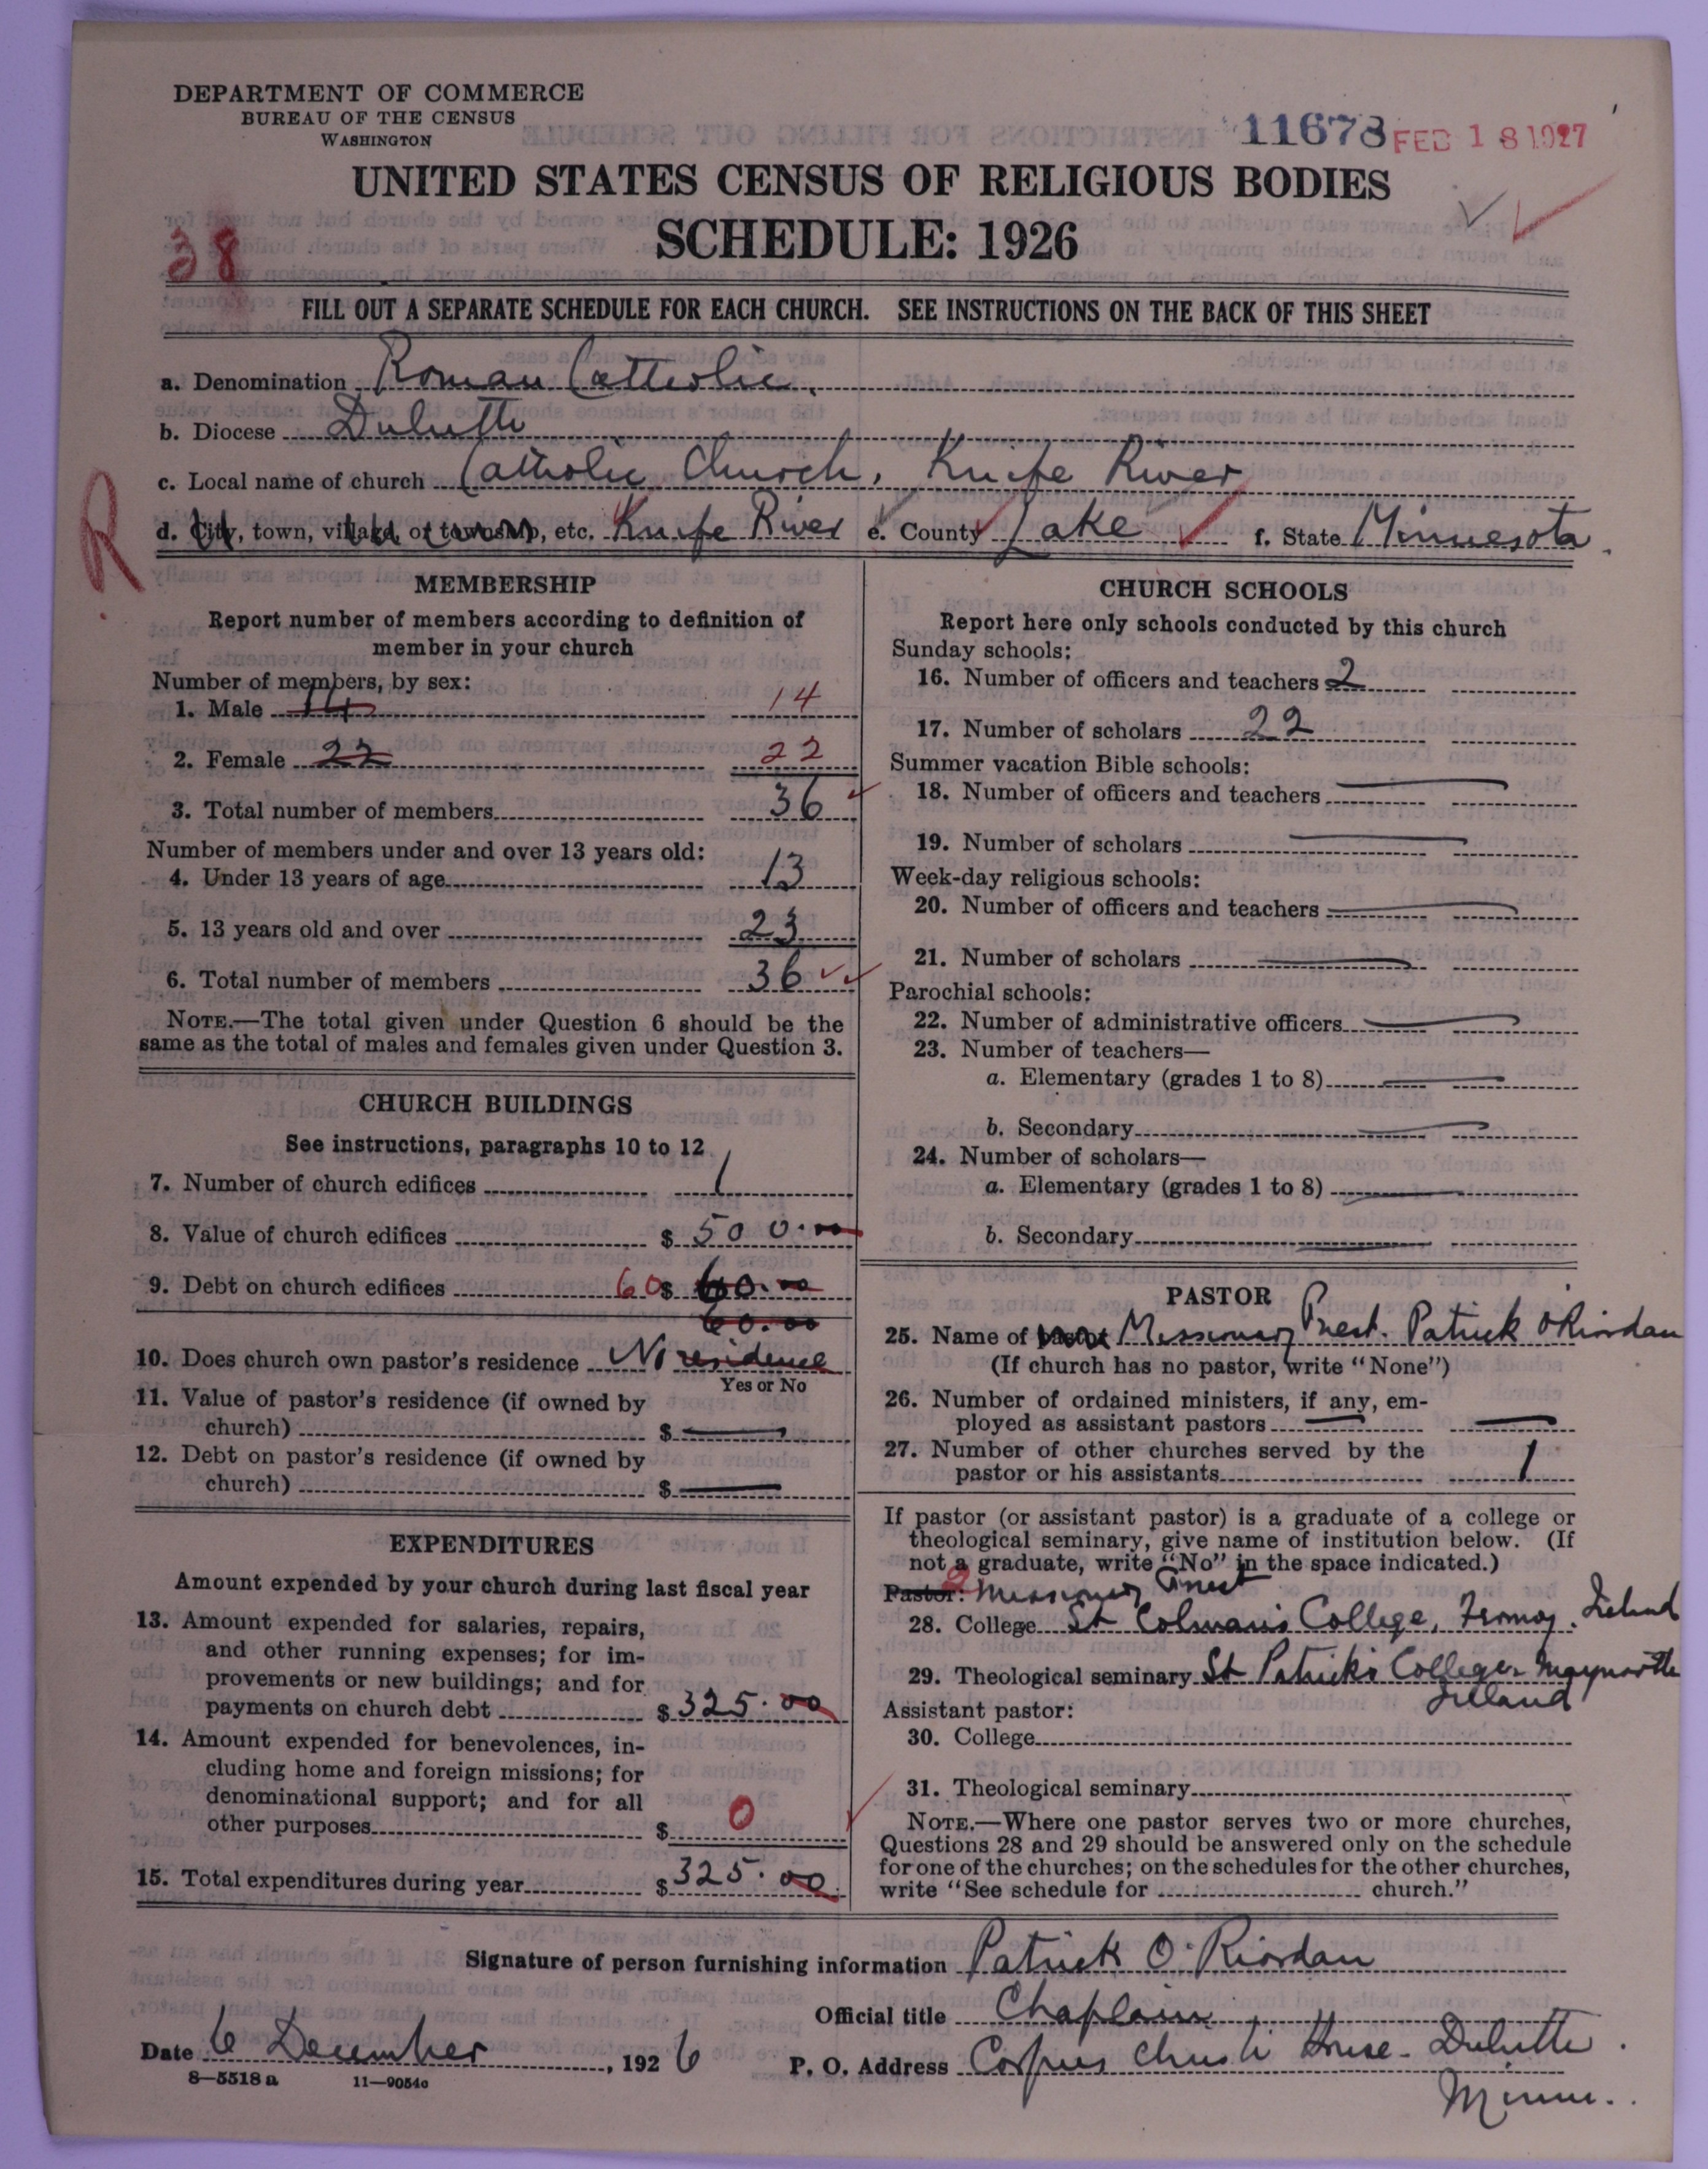 DEPARTMENT OF COMMERCE
BUREAU OF THE CENSUS
WASHINGTON
11678 FEB 18 1927
UNITED STATES CENSUS OF RELIGIOUS BODIES
SCHEDULE: 1926
38
FILL OUT A SEPARATE SCHEDULE FOR EACH CHURCH. SEE INSTRUCTIONS ON THE BACK OF THIS SHEET
a. Denomination Roman Catholic.
b. Diocese Duluth
c. Local name of church Catholic Church, Knife River
R
d. City, town, village, or township, etc. Knife River e. County Lake f. State Minnesota.
MEMBERSHIP
Report number of members according to definition of
member in your church
Number of members, by sex:
1. Male 14 14
2. Female 22 22
3. Total number of members 36
Number of members under and over 13 years old:
4. Under 13 years of age 13
5. 13 years old and over 23
6. Total number of members 36
NOTE.—The total given under Question 6 should be the
same as the total of males and females given under Question 3.
CHURCH BUILDINGS
See instructions, paragraphs 10 to 12
7. Number of church edifices 1
8. Value of church edifices $ 500.00
9. Debt on church edifices 60 $ 60.00
60.00
10. Does church own pastor's residence No residence
Yes or No
11. Value of pastor's residence (if owned by
church) $ —
12. Debt on pastor's residence (if owned by
church) $ —
EXPENDITURES
Amount expended by your church during last fiscal year
13. Amount expended for salaries, repairs,
and other running expenses; for im-
provements or new buildings; and for
payments on church debt $ 325.00
14. Amount expended for benevolences, in-
cluding home and foreign missions; for
denominational support; and for all
other purposes $ 0
15. Total expenditures during year $ 325.00
CHURCH SCHOOLS
Report here only schools conducted by this church
Sunday schools:
16. Number of officers and teachers 2
17. Number of scholars 22
Summer vacation Bible schools:
18. Number of officers and teachers —
19. Number of scholars —
Week-day religious schools:
20. Number of officers and teachers —
21. Number of scholars —
Parochial schools:
22. Number of administrative officers —
23. Number of teachers—
a. Elementary (grades 1 to 8) —
b. Secondary —
24. Number of scholars—
a. Elementary (grades 1 to 8) —
b. Secondary —
PASTOR
25. Name of pastor Missionary Priest. Patrick O'Riordan
(If church has no pastor, write "None")
26. Number of ordained ministers, if any, em-
ployed as assistant pastors — —
27. Number of other churches served by the
pastor or his assistants 1
If pastor (or assistant pastor) is a graduate of a college or
theological seminary, give name of institution below. (If
not a graduate, write "No" in the space indicated.)
Pastor: Missionary Priest
28. College St Colman's College, Fermoy. Ireland
29. Theological seminary St Patrick's College Maynooth
Ireland
Assistant pastor:
30. College
31. Theological seminary
NOTE.—Where one pastor serves two or more churches,
Questions 28 and 29 should be answered only on the schedule
for one of the churches; on the schedules for the other churches,
write "See schedule for church."
Signature of person furnishing information Patrick O'Riordan
Official title Chaplain
Date 6 December, 1926
P. O. Address Corpus Christi House - Duluth.
Minn..
8—5518 a 11—9054a